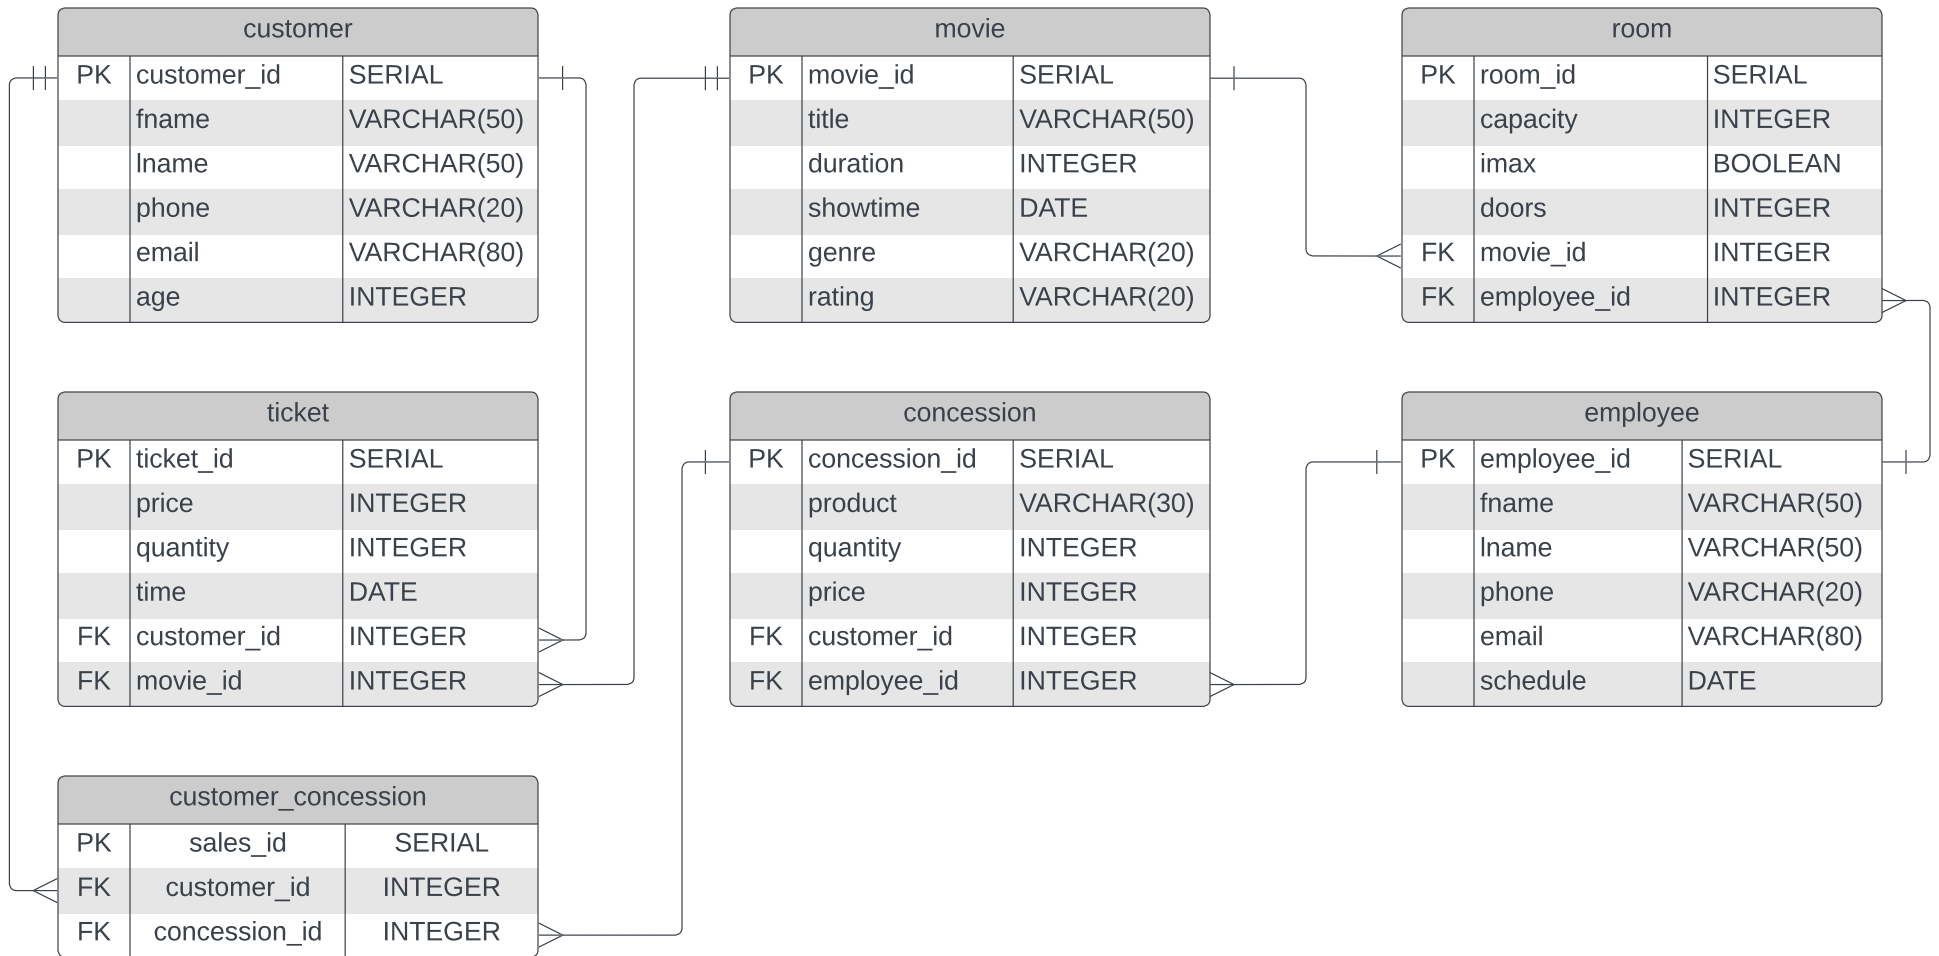 customer
PK customer_id SERIAL
fname VARCHAR(50)
lname VARCHAR(50)
phone VARCHAR(20)
email VARCHAR(80)
age INTEGER
movie
PK movie_id SERIAL
title VARCHAR(50)
duration INTEGER
showtime DATE
genre VARCHAR(20)
rating VARCHAR(20)
room
PK room_id SERIAL
capacity INTEGER
imax BOOLEAN
doors INTEGER
FK movie_id INTEGER
FK employee_id INTEGER
ticket
PK ticket_id SERIAL
price INTEGER
quantity INTEGER
time DATE
FK customer_id INTEGER
FK movie_id INTEGER
concession
PK concession_id SERIAL
product VARCHAR(30)
quantity INTEGER
price INTEGER
FK customer_id INTEGER
FK employee_id INTEGER
employee
PK employee_id SERIAL
fname VARCHAR(50)
lname VARCHAR(50)
phone VARCHAR(20)
email VARCHAR(80)
schedule DATE
customer_concession
PK sales_id SERIAL
FK customer_id INTEGER
FK concession_id INTEGER